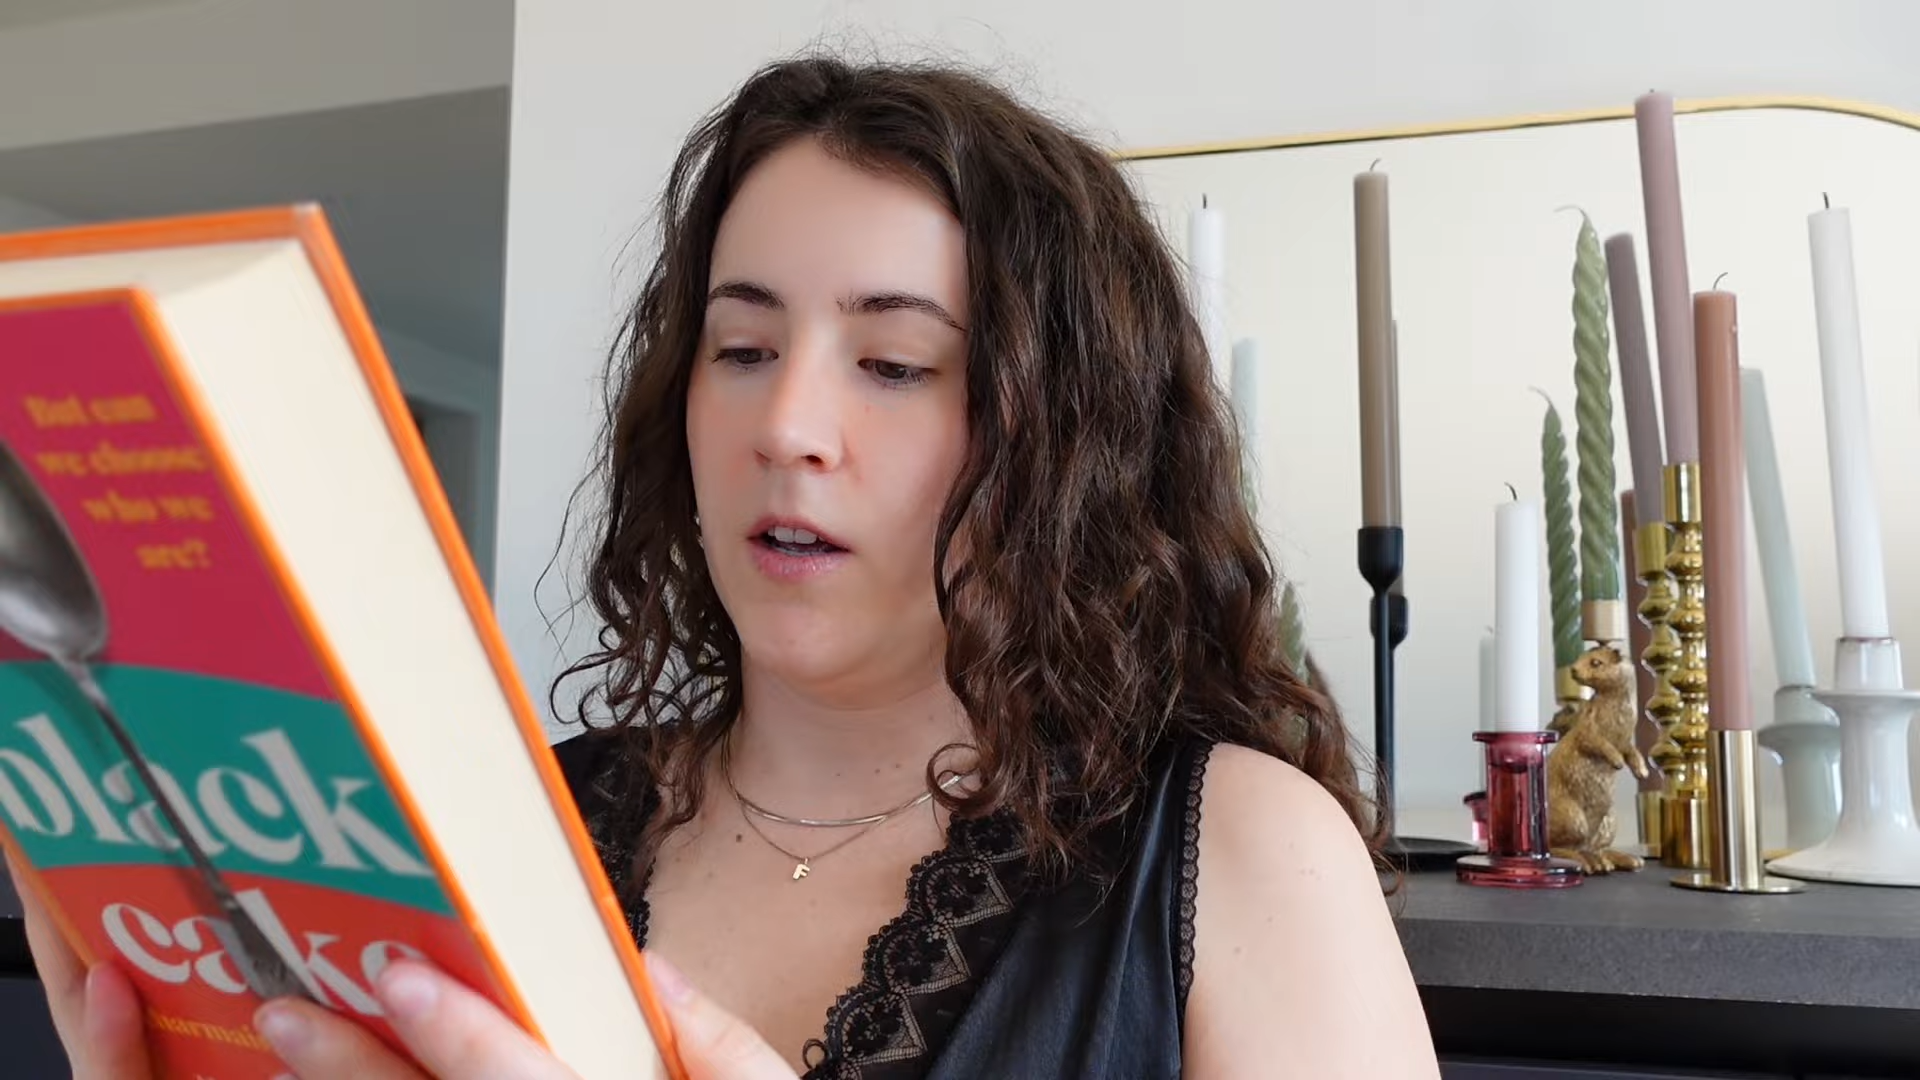 But can
we choose
who we
are?
black
cake
F